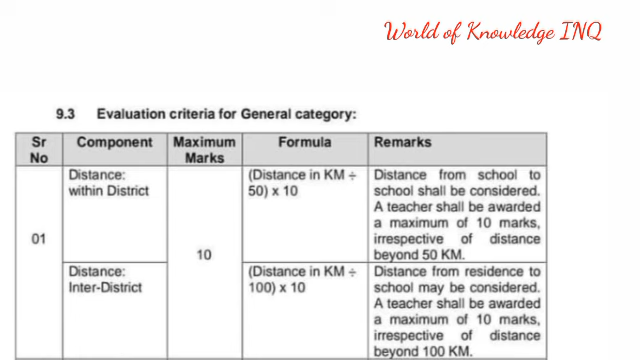 World of Knowledge INQ
9.3 Evaluation criteria for General category:
Sr No | Component | Maximum Marks | Formula | Remarks
01
Distance:
within District
10
(Distance in KM ÷
50) x 10
Distance from school to
school shall be considered.
A teacher shall be awarded
a maximum of 10 marks,
irrespective of distance
beyond 50 KM.
Distance:
Inter-District
(Distance in KM ÷
100) x 10
Distance from residence to
school may be considered.
A teacher shall be awarded
a maximum of 10 marks,
irrespective of distance
beyond 100 KM.